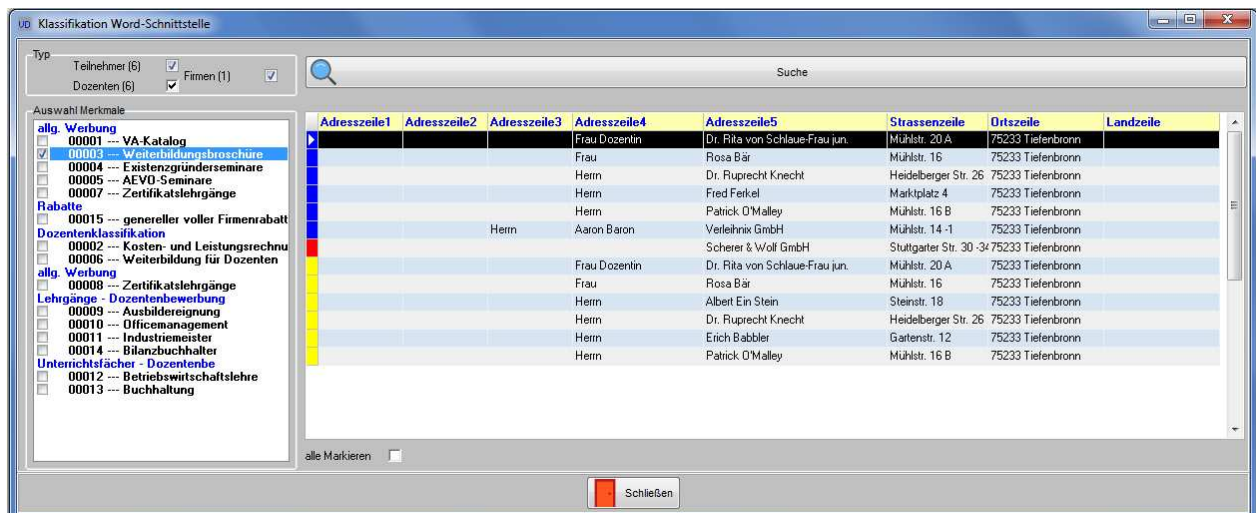 UD Klassifikation Word-Schnittstelle
Typ
Teilnehmer (6)
Firmen (1)
Dozenten (6)
Suche
Auswahl Merkmale
allg. Werbung
00001 --- VA-Katalog
00003 --- Weiterbildungsbroschüre
00004 --- Existenzgründerseminare
00005 --- AEVO-Seminare
00007 --- Zertifikatslehrgänge
Rabatte
00015 --- genereller voller Firmenrabatt
Dozentenklassifikation
00002 --- Kosten- und Leistungsrechnu
00006 --- Weiterbildung für Dozenten
allg. Werbung
00008 --- Zertifikatslehrgänge
Lehrgänge - Dozentenbewerbung
00009 --- Ausbildereignung
00010 --- Officemanagement
00011 --- Industriemeister
00014 --- Bilanzbuchhalter
Unterrichtsfächer - Dozentenbe
00012 --- Betriebswirtschaftslehre
00013 --- Buchhaltung
Adresszeile1 Adresszeile2 Adresszeile3 Adresszeile4 Adresszeile5 Strassenzeile Ortszeile Landzeile
Frau Dozentin Dr. Rita von Schlaue-Frau jun. Mühlstr. 20 A 75233 Tiefenbronn
Frau Rosa Bär Mühlstr. 16 75233 Tiefenbronn
Herrn Dr. Ruprecht Knecht Heidelberger Str. 26 75233 Tiefenbronn
Herrn Fred Ferkel Marktplatz 4 75233 Tiefenbronn
Herrn Patrick O'Malley Mühlstr. 16 B 75233 Tiefenbronn
Herrn Aaron Baron Verleihnix GmbH Mühlstr. 14 -1 75233 Tiefenbronn
Scherer & Wolf GmbH Stuttgarter Str. 30 -34 75233 Tiefenbronn
Frau Dozentin Dr. Rita von Schlaue-Frau jun. Mühlstr. 20 A 75233 Tiefenbronn
Frau Rosa Bär Mühlstr. 16 75233 Tiefenbronn
Herrn Albert Ein Stein Steinstr. 18 75233 Tiefenbronn
Herrn Dr. Ruprecht Knecht Heidelberger Str. 26 75233 Tiefenbronn
Herrn Erich Babbler Gartenstr. 12 75233 Tiefenbronn
Herrn Patrick O'Malley Mühlstr. 16 B 75233 Tiefenbronn
alle Markieren
Schließen